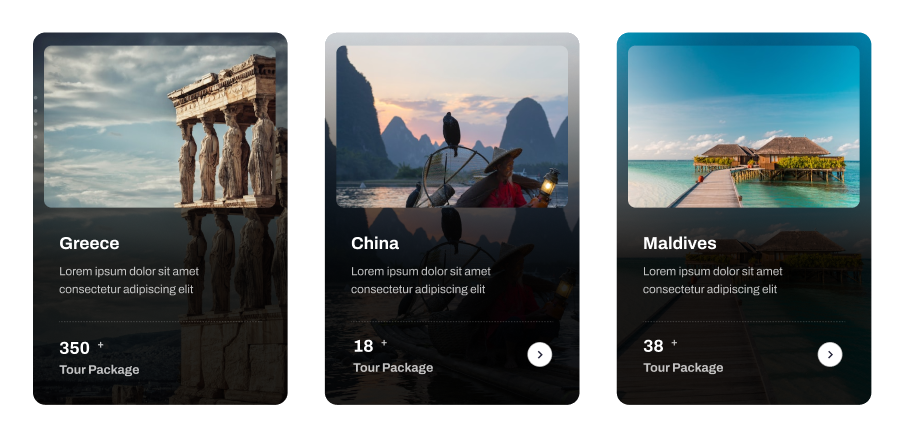 Greece
Lorem ipsum dolor sit amet
consectetur adipiscing elit
350 +
Tour Package
China
Lorem ipsum dolor sit amet
consectetur adipiscing elit
18 +
Tour Package
Maldives
Lorem ipsum dolor sit amet
consectetur adipiscing elit
38 +
Tour Package